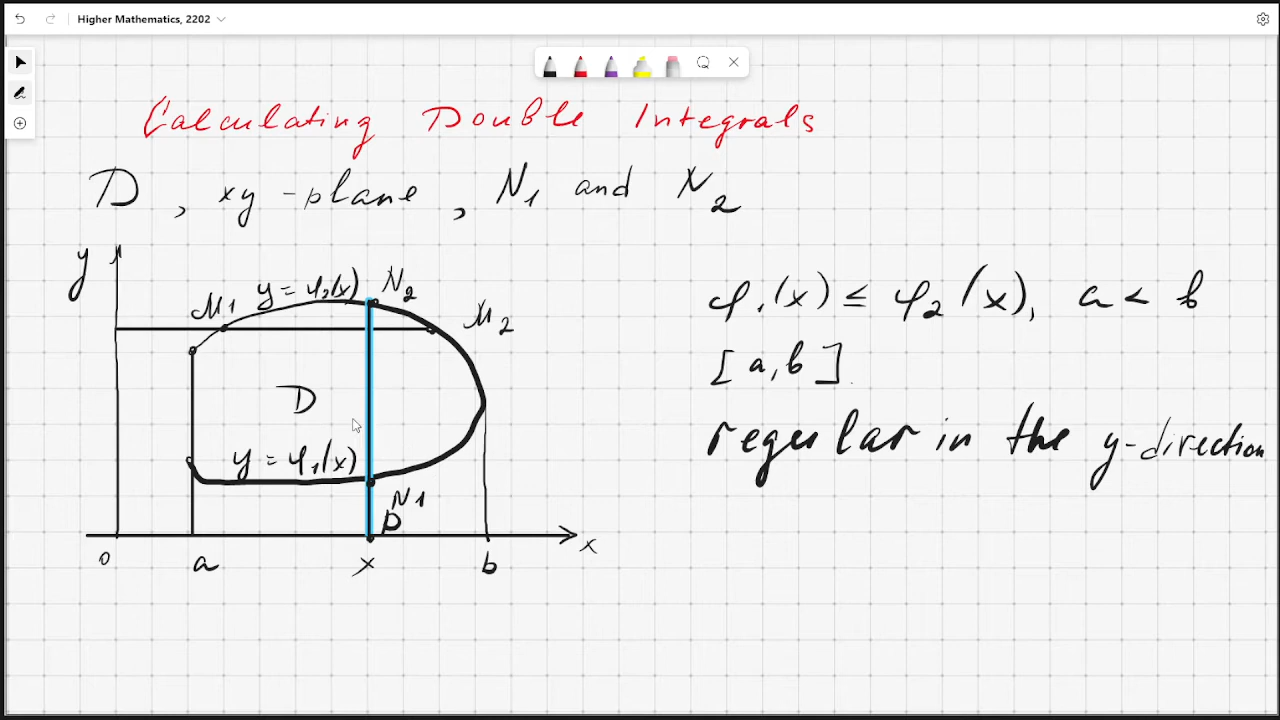 Higher Mathematics, 2202
Calculating Double Integrals
D, xy-plane, N1 and N2
y
M1
y = φ2(x)
N2
M2
D
y = φ1(x)
N1
P
0
a
x
b
x
φ1(x) ≤ φ2(x), a < b
[a, b].
regular in the y-direction